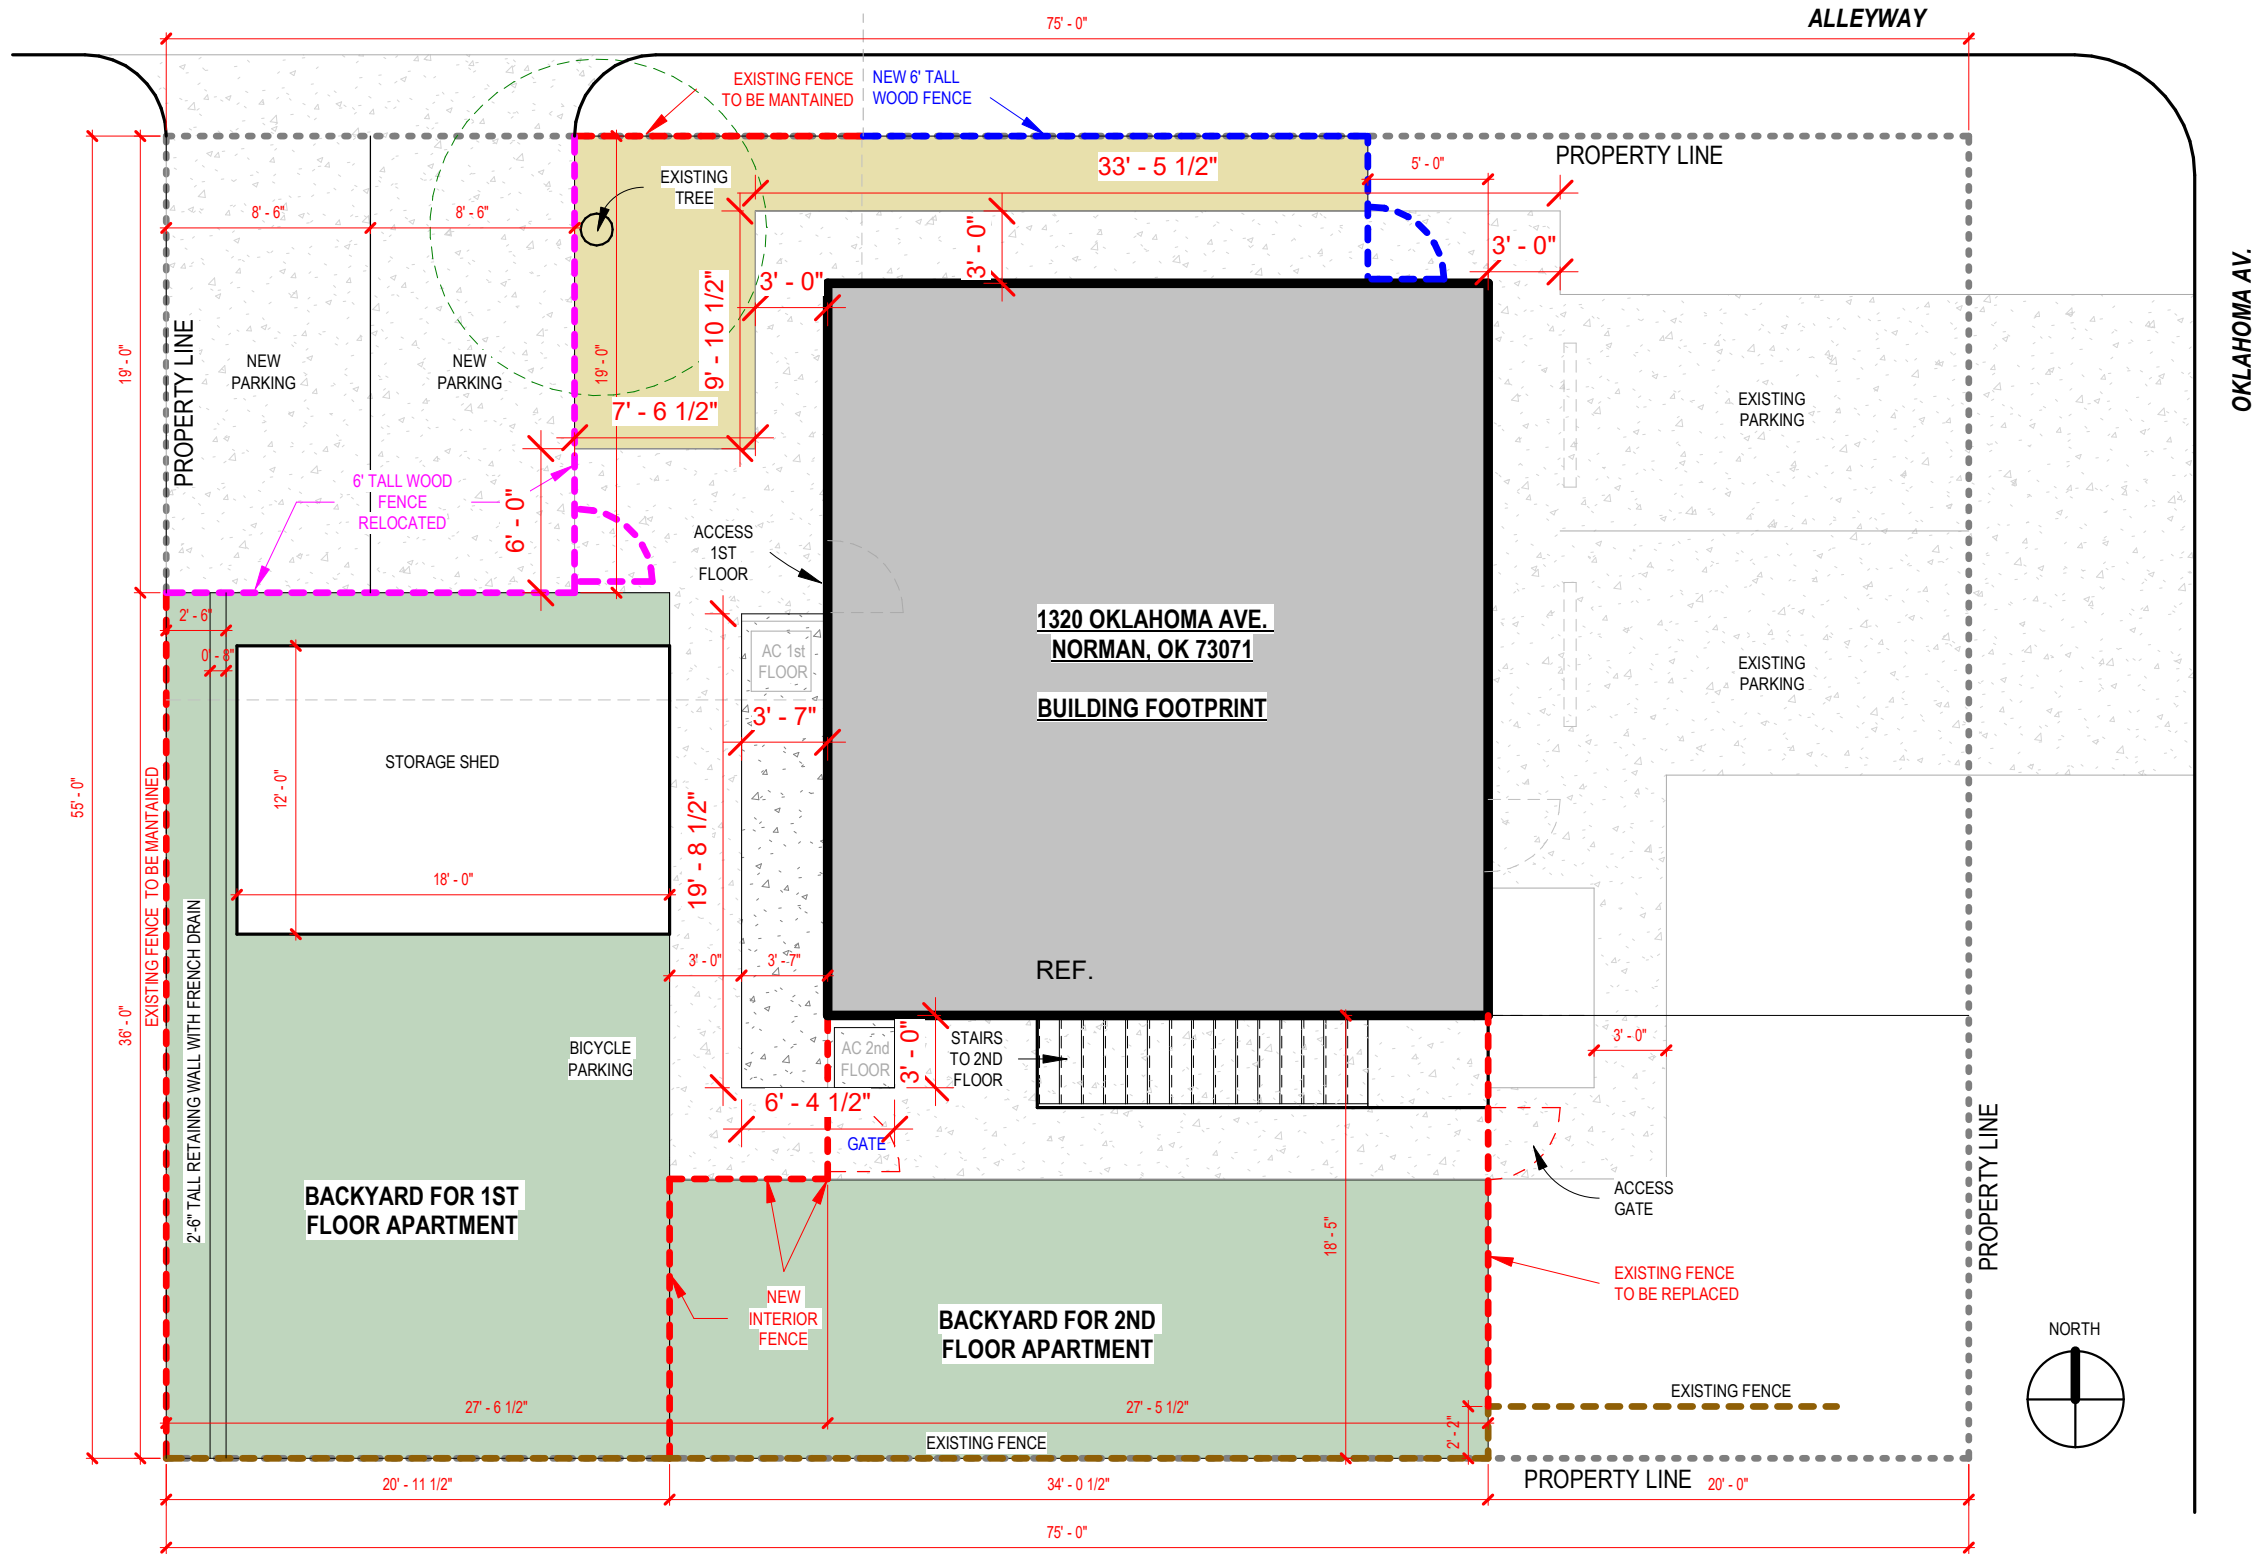 ALLEYWAY
75' - 0"
EXISTING FENCE
TO BE MANTAINED
NEW 6' TALL
WOOD FENCE
PROPERTY LINE
33' - 5 1/2"
5' - 0"
EXISTING
TREE
8' - 6"
8' - 6"
3' - 0"
3' - 0"
3' - 0"
9' - 10 1/2"
OKLAHOMA AV.
PROPERTY LINE
19' - 0"
19' - 0"
NEW
PARKING
NEW
PARKING
7' - 6 1/2"
EXISTING
PARKING
6' TALL WOOD
FENCE
RELOCATED
6' - 0"
ACCESS
1ST
FLOOR
2' - 6"
0' - 8"
1320 OKLAHOMA AVE.
NORMAN, OK 73071
BUILDING FOOTPRINT
AC 1st
FLOOR
EXISTING
PARKING
3' - 7"
STORAGE SHED
12' - 0"
55' - 0"
EXISTING FENCE TO BE MANTAINED
19' - 8 1/2"
18' - 0"
2'-6" TALL RETAINING WALL WITH FRENCH DRAIN
3' - 0"
3' - 7"
REF.
36' - 0"
BICYCLE
PARKING
AC 2nd
FLOOR
3' - 0"
STAIRS
TO 2ND
FLOOR
3' - 0"
6' - 4 1/2"
GATE
PROPERTY LINE
BACKYARD FOR 1ST
FLOOR APARTMENT
ACCESS
GATE
18' - 5"
EXISTING FENCE
TO BE REPLACED
NEW
INTERIOR
FENCE
BACKYARD FOR 2ND
FLOOR APARTMENT
NORTH
EXISTING FENCE
27' - 6 1/2"
27' - 5 1/2"
2' - 2"
EXISTING FENCE
PROPERTY LINE
20' - 11 1/2"
34' - 0 1/2"
20' - 0"
75' - 0"